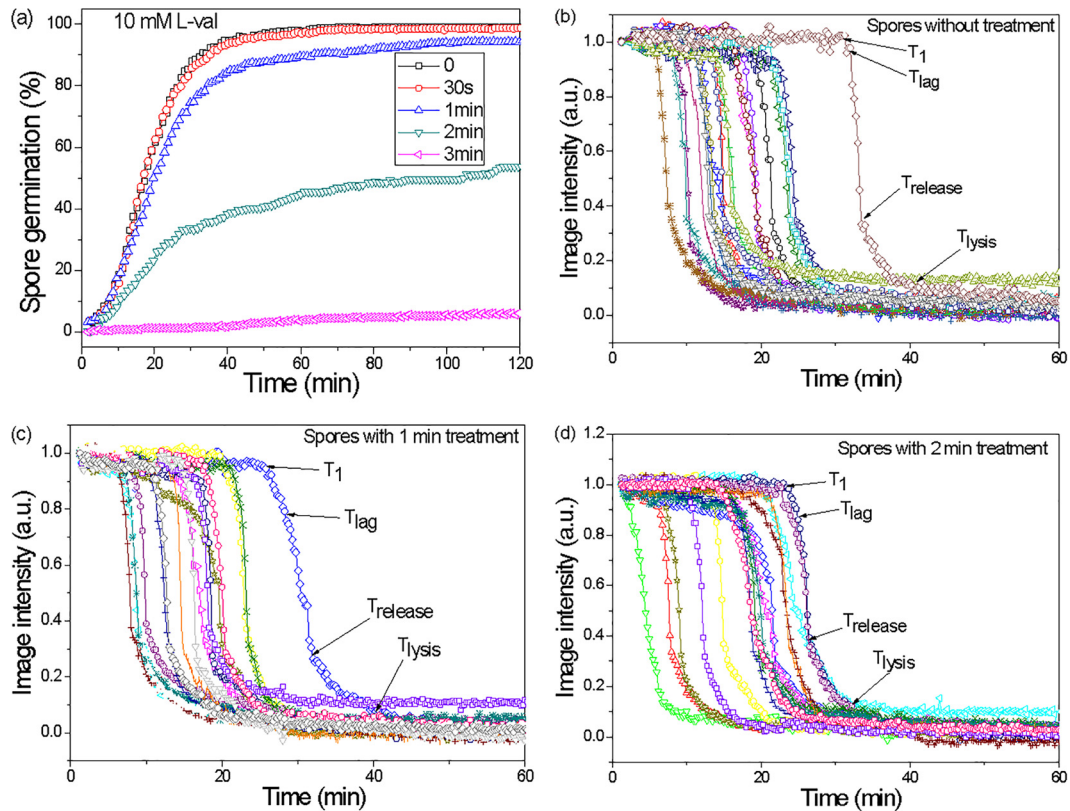 (a)
10 mM L-val
0
30s
1min
2min
3min
100
80
60
40
20
0
Spore germination (%)
0 20 40 60 80 100 120
Time (min)
(b)
Spores without treatment
T1
Tlag
Trelease
Tlysis
1.0
0.8
0.6
0.4
0.2
0.0
Image intensity (a.u.)
0 20 40 60
Time (min)
(c)
Spores with 1 min treatment
T1
Tlag
Trelease
Tlysis
1.0
0.8
0.6
0.4
0.2
0.0
Image intensity (a.u.)
0 20 40 60
Time (min)
(d)
Spores with 2 min treatment
T1
Tlag
Trelease
Tlysis
1.2
1.0
0.8
0.6
0.4
0.2
0.0
Image intensity (a.u.)
0 20 40 60
Time (min)